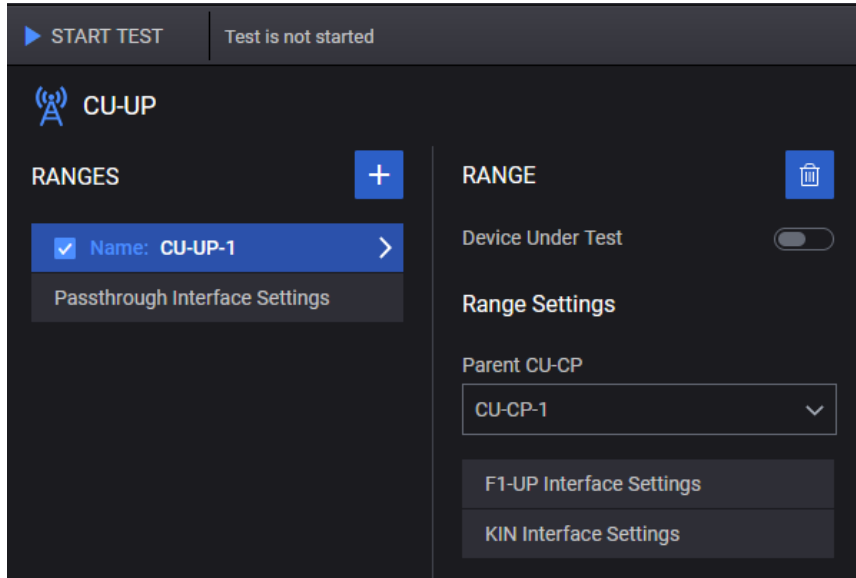 START TEST
Test is not started
CU-UP
RANGES
Name: CU-UP-1
Passthrough Interface Settings
RANGE
Device Under Test
Range Settings
Parent CU-CP
CU-CP-1
F1-UP Interface Settings
KIN Interface Settings